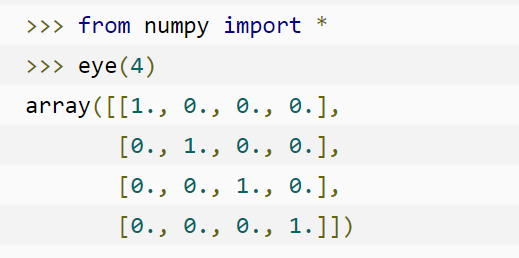 >>> from numpy import *
>>> eye(4)
array([[1., 0., 0., 0.],
       [0., 1., 0., 0.],
       [0., 0., 1., 0.],
       [0., 0., 0., 1.]])